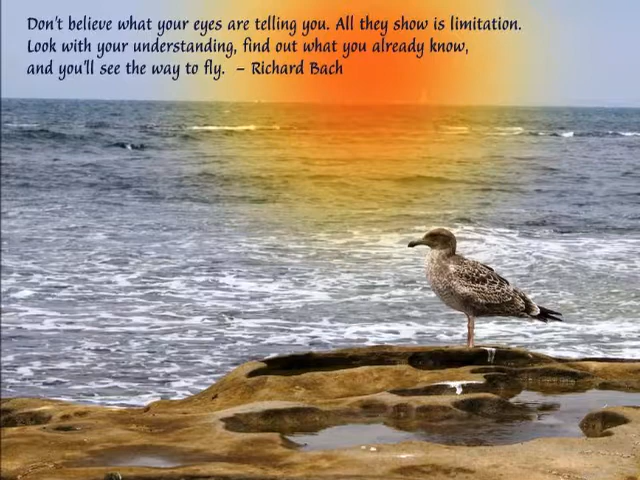 Don't believe what your eyes are telling you. All they show is limitation.
Look with your understanding, find out what you already know,
and you'll see the way to fly. – Richard Bach